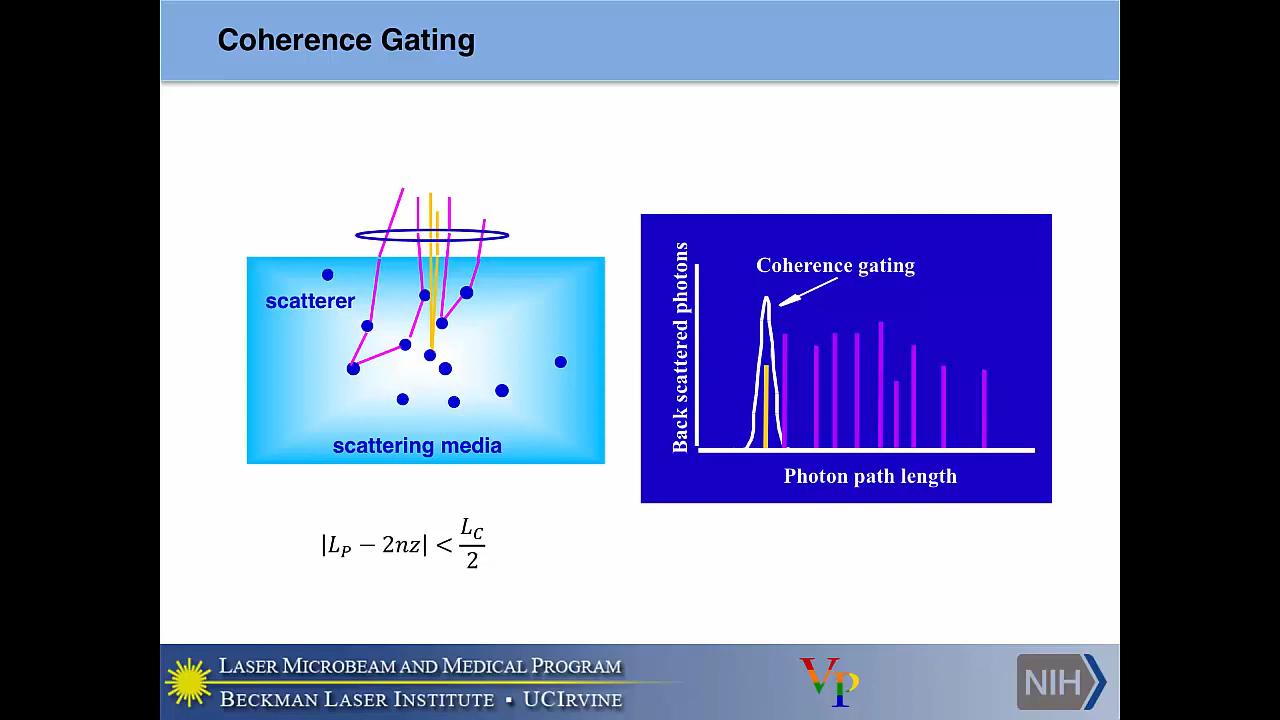 Coherence Gating
scatterer
scattering media
|L_P − 2nz| < L_C/2
Back scattered photons
Coherence gating
Photon path length
LASER MICROBEAM AND MEDICAL PROGRAM
BECKMAN LASER INSTITUTE ▪ UCIRVINE
VP
NIH